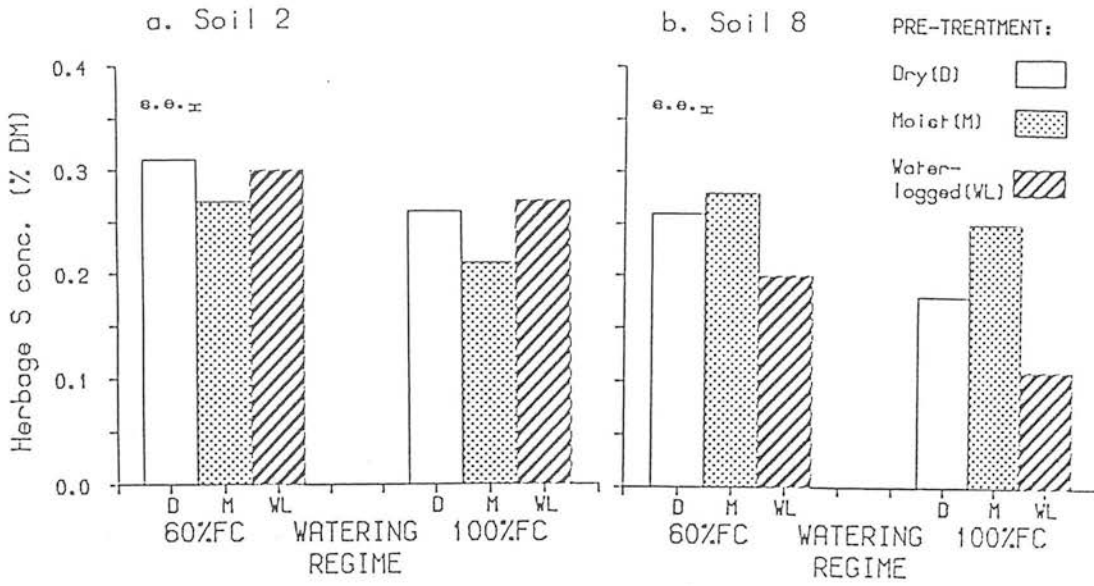 a. Soil 2
b. Soil 8
PRE-TREATMENT:
Dry(D)
Moist(M)
Water-
logged(WL)
Herbage S conc. (% DM)
0.4
0.3
0.2
0.1
0.0
s.e.
s.e.
D M WL D M WL
60%FC WATERING 100%FC
REGIME
D M WL D M WL
60%FC WATERING 100%FC
REGIME